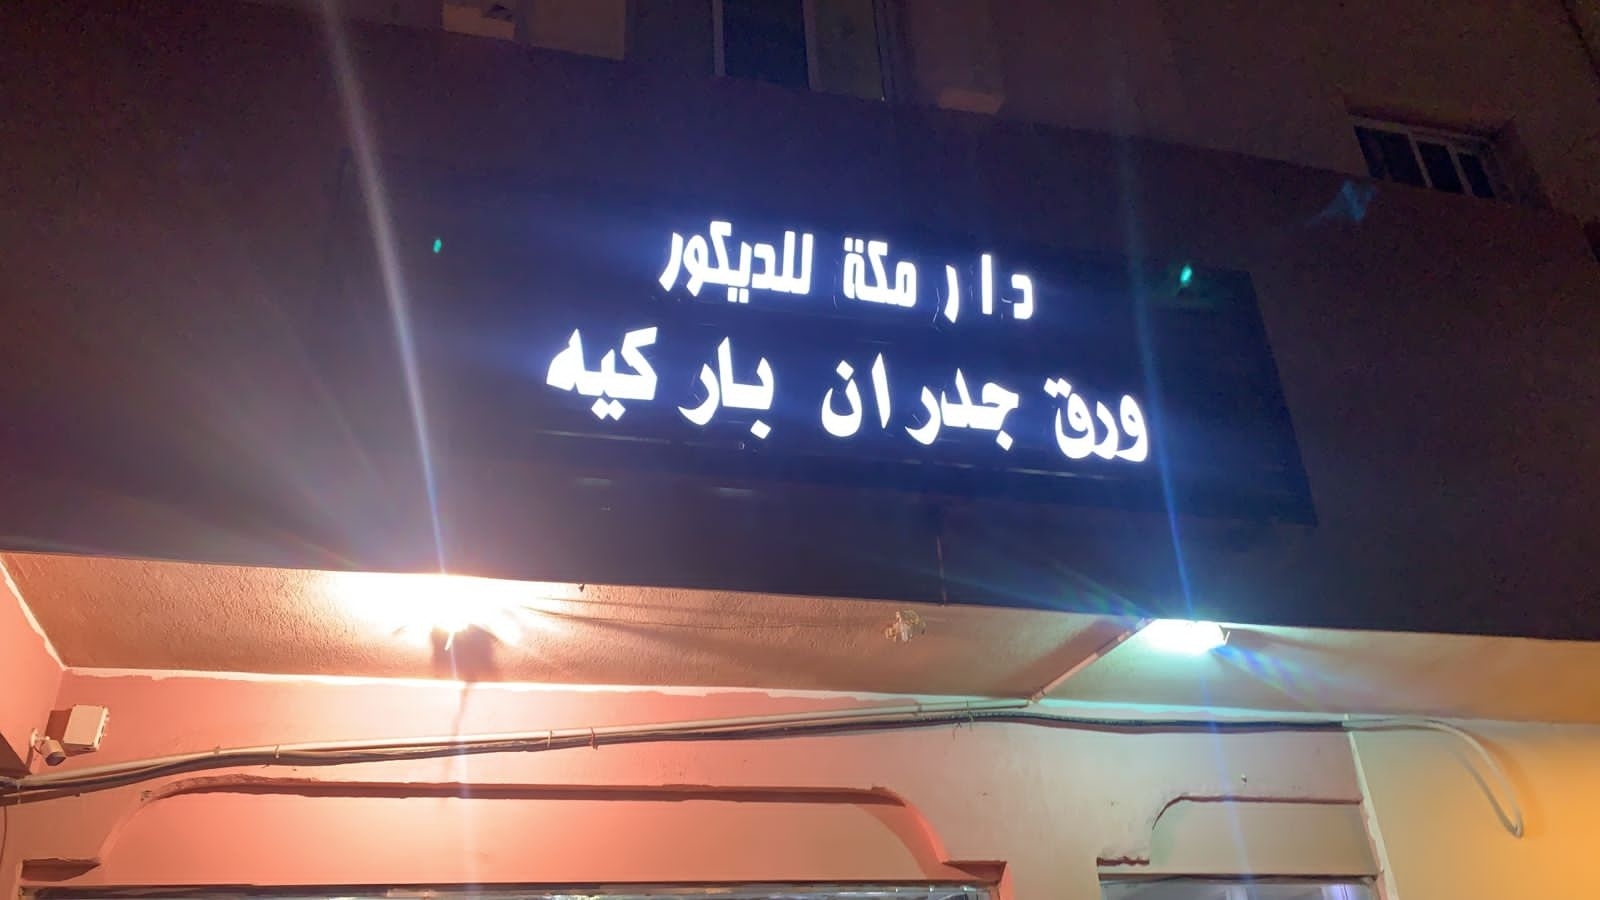 دار مكة للديكور
ورق جدران باركيه